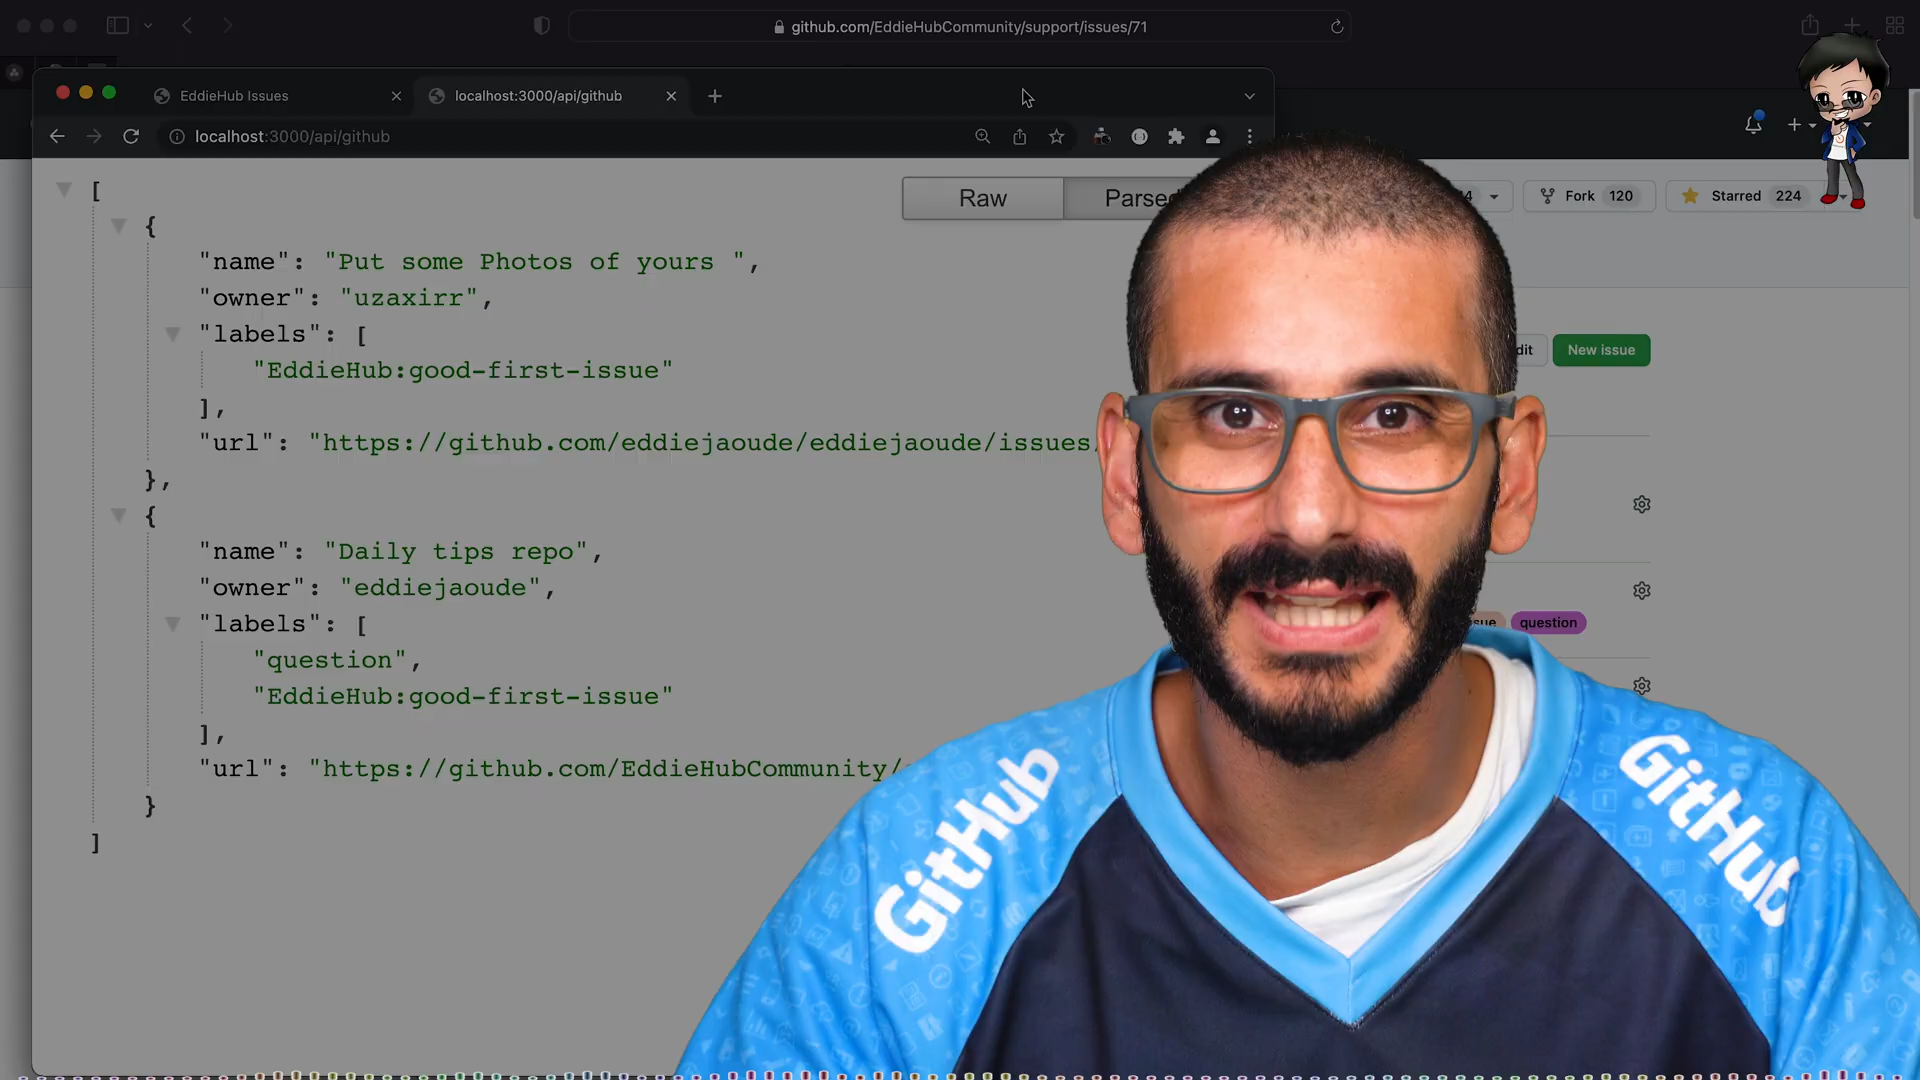 github.com/EddieHubCommunity/support/issues/71
EddieHub Issues
localhost:3000/api/github
localhost:3000/api/github
Raw
Parsed
Fork 120
Starred 224
[
{
"name": "Put some Photos of yours ",
"owner": "uzaxirr",
"labels": [
"EddieHub:good-first-issue"
],
"url": "https://github.com/eddiejaoude/eddiejaoude/issues/
},
{
"name": "Daily tips repo",
"owner": "eddiejaoude",
"labels": [
"question",
"EddieHub:good-first-issue"
],
"url": "https://github.com/EddieHubCommunity/
}
]
New issue
question
GitHub
GitHub